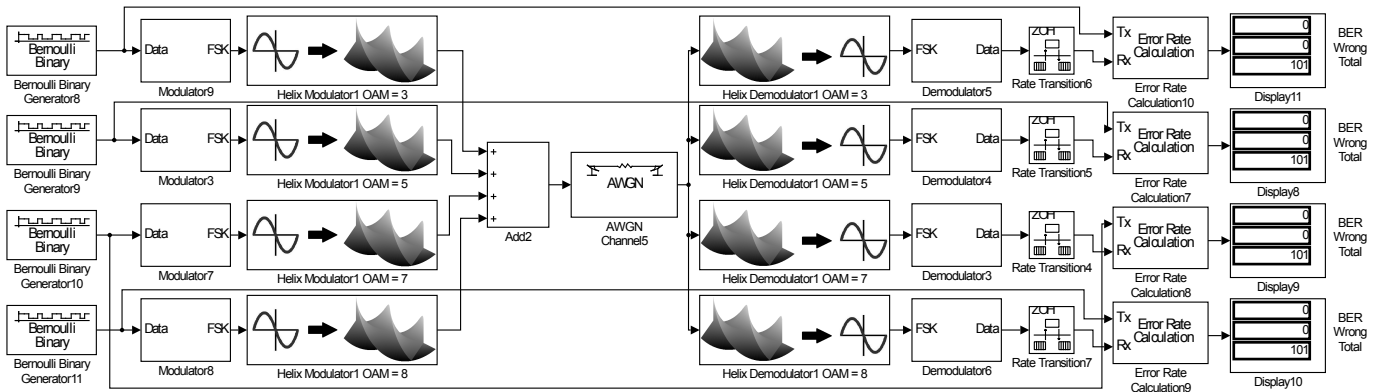 Bernoulli
Binary
Bernoulli Binary
Generator8
Data FSK
Modulator9
Helix Modulator1 OAM = 3
Helix Demodulator1 OAM = 3
FSK Data
Demodulator5
ZOH
Rate Transition6
Tx
Rx
Error Rate
Calculation
Error Rate
Calculation10
0
0
101
Display11
BER
Wrong
Total
Bernoulli
Binary
Bernoulli Binary
Generator9
Data FSK
Modulator3
Helix Modulator1 OAM = 5
Helix Demodulator1 OAM = 5
FSK Data
Demodulator4
ZOH
Rate Transition5
Tx
Rx
Error Rate
Calculation
Error Rate
Calculation7
0
0
101
Display8
BER
Wrong
Total
+
+
+
+
Add2
AWGN
AWGN
Channel5
Bernoulli
Binary
Bernoulli Binary
Generator10
Data FSK
Modulator7
Helix Modulator1 OAM = 7
Helix Demodulator1 OAM = 7
FSK Data
Demodulator3
ZOH
Rate Transition4
Tx
Rx
Error Rate
Calculation
Error Rate
Calculation8
0
0
101
Display9
BER
Wrong
Total
Bernoulli
Binary
Bernoulli Binary
Generator11
Data FSK
Modulator8
Helix Modulator1 OAM = 8
Helix Demodulator1 OAM = 8
FSK Data
Demodulator6
ZOH
Rate Transition7
Tx
Rx
Error Rate
Calculation
Error Rate
Calculation9
0
0
101
Display10
BER
Wrong
Total